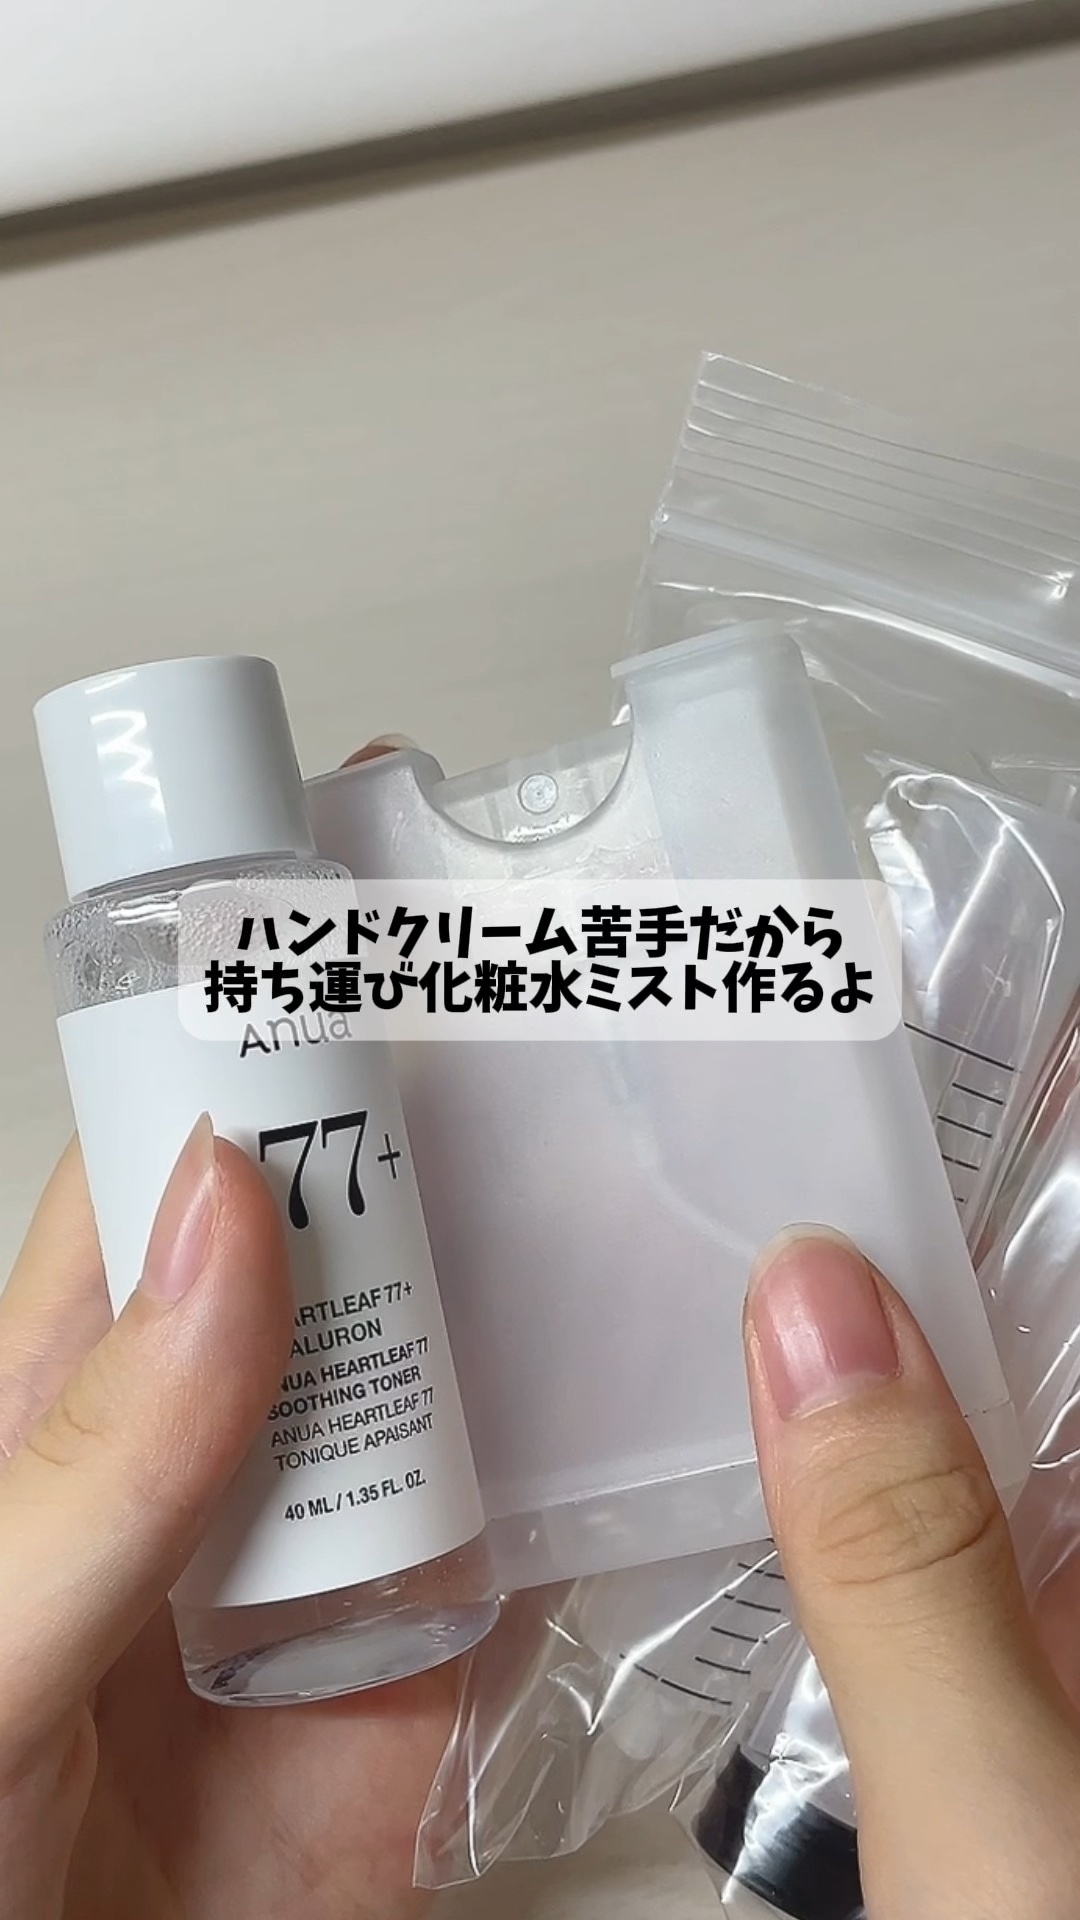 ハンドクリーム苦手だから
持ち運び化粧水ミスト作るよ
Anua
77+
ARTLEAF 77+
ALURON
NUA HEARTLEAF 77
SOOTHING TONER
ANUA HEARTLEAF 77
TONIQUE APAISANT
40 ML / 1.35 FL. OZ.